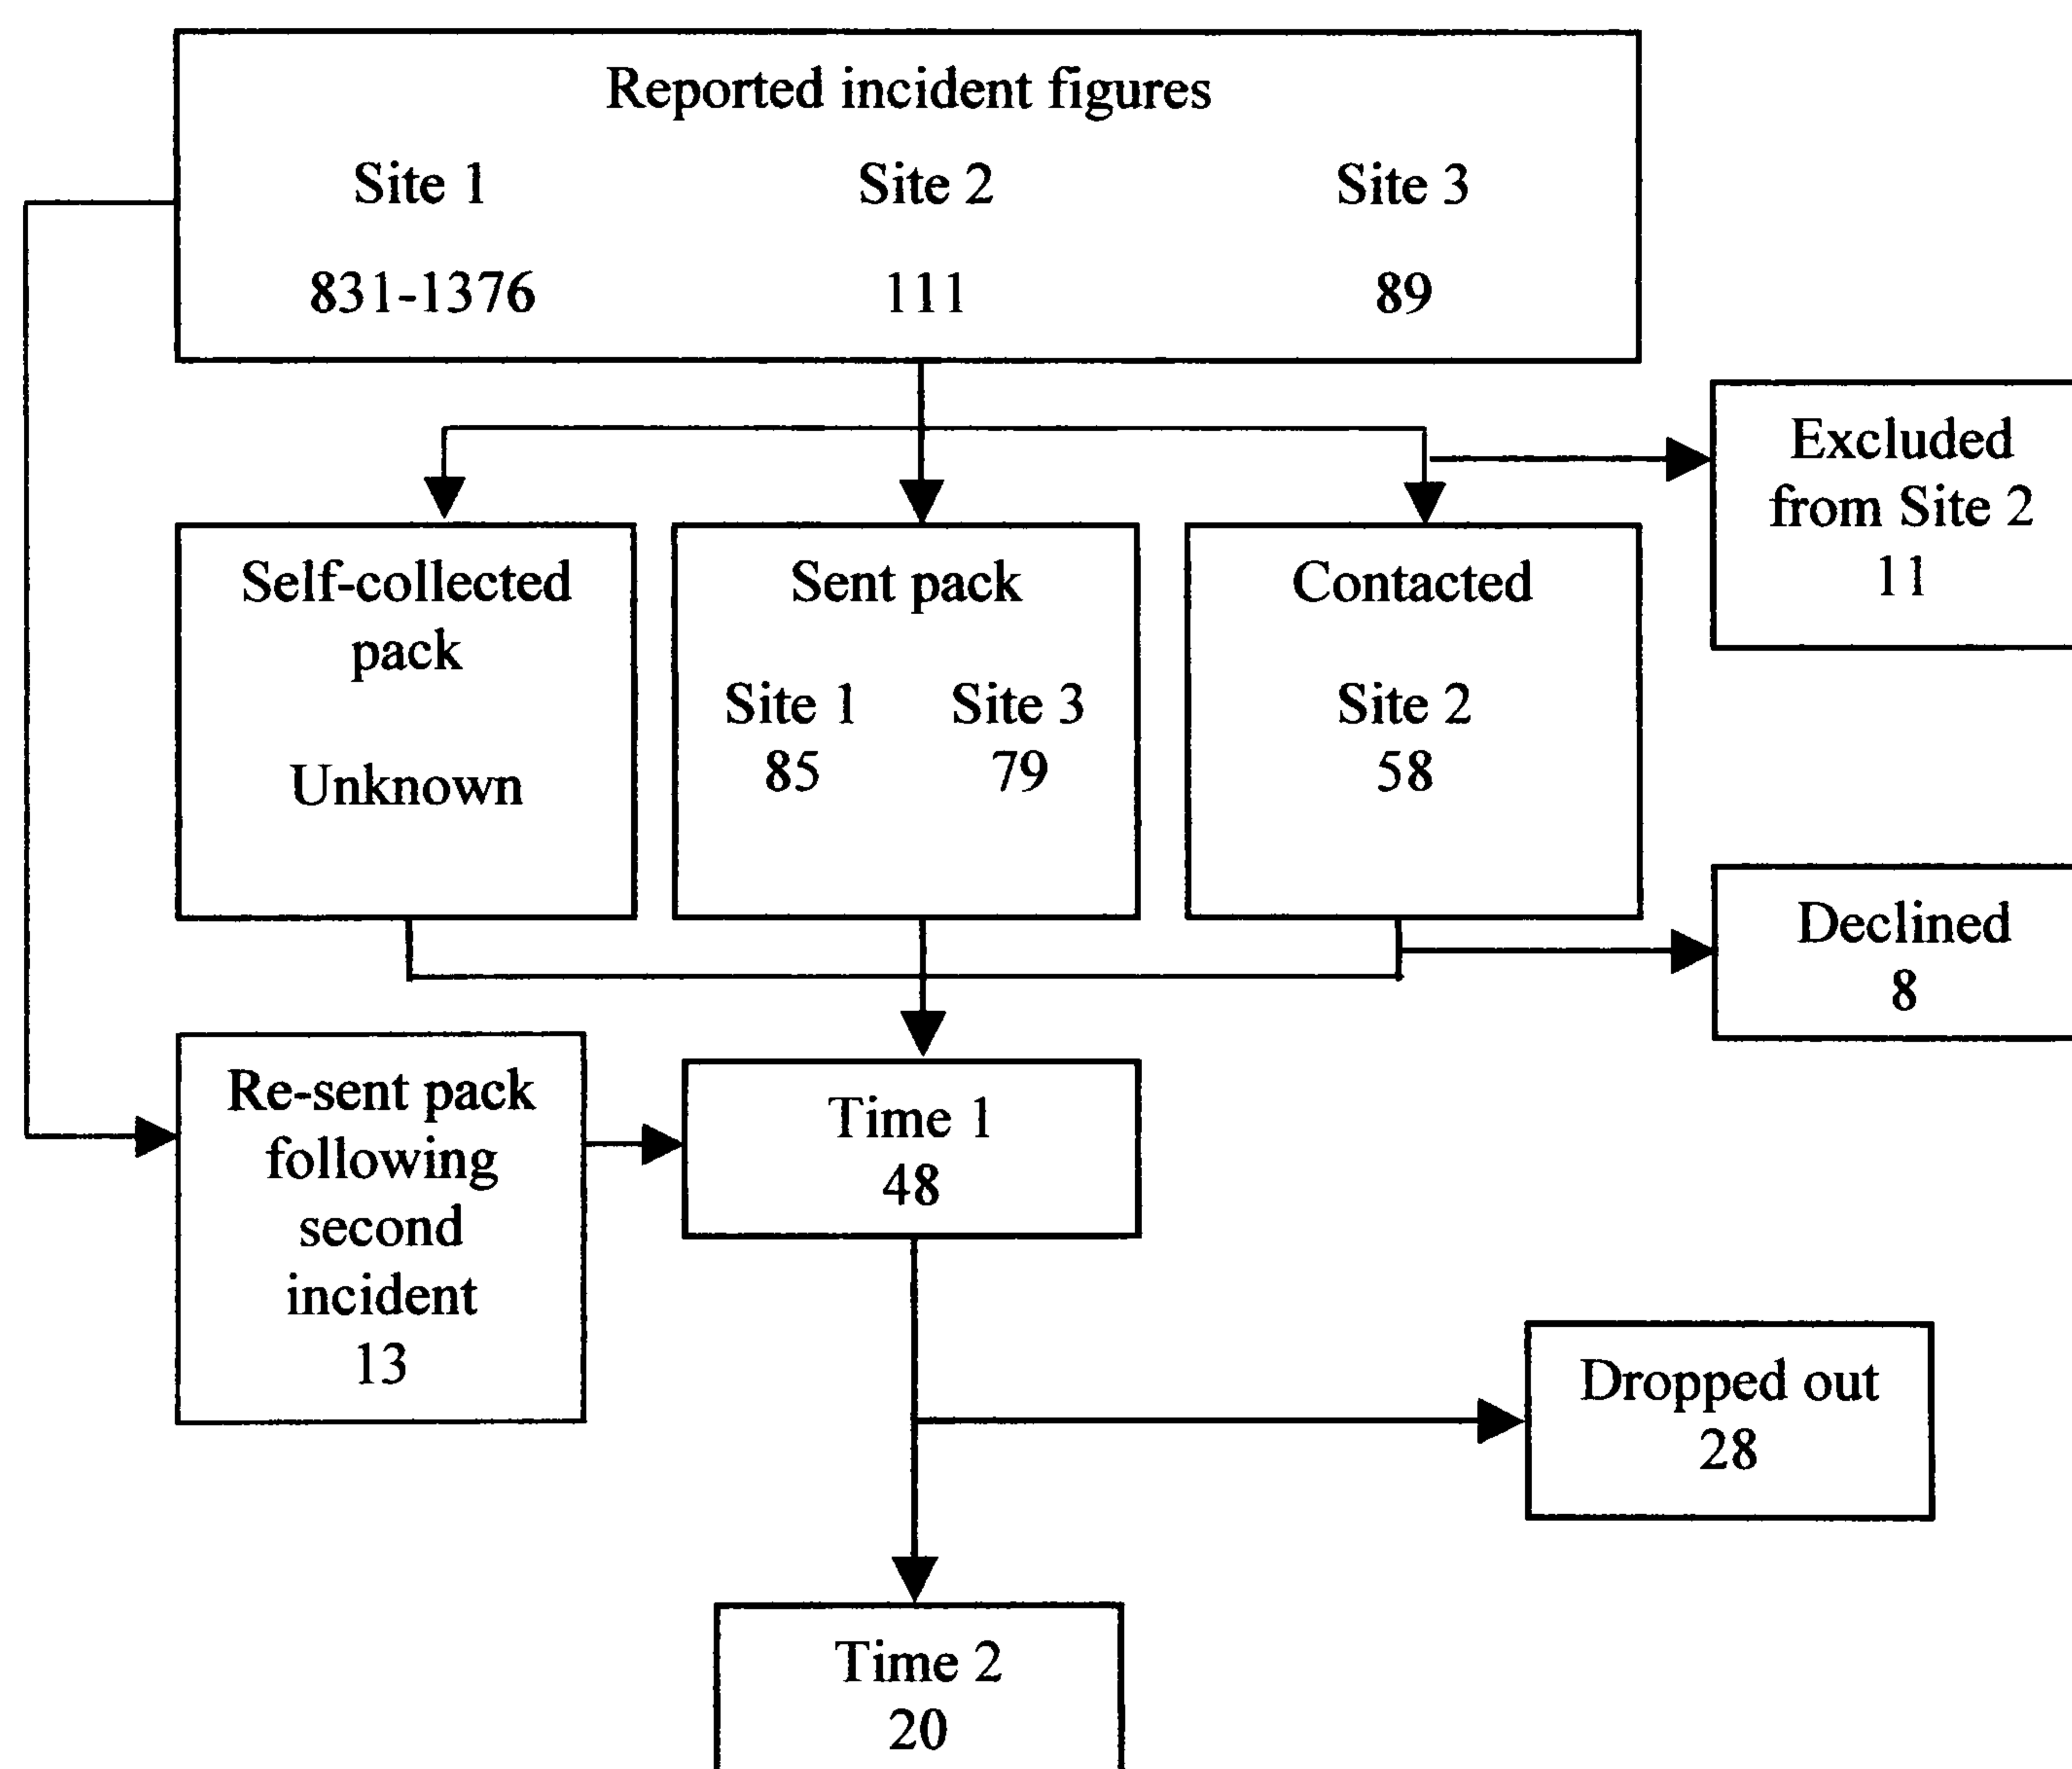 Reported incident figures
Site 1 Site 2 Site 3
831-1376 111 89
Excluded
from Site 2
11
Self-collected
pack
Unknown
Sent pack
Site 1 Site 3
85 79
Contacted
Site 2
58
Declined
8
Re-sent pack
following
second
incident
13
Time 1
48
Dropped out
28
Time 2
20